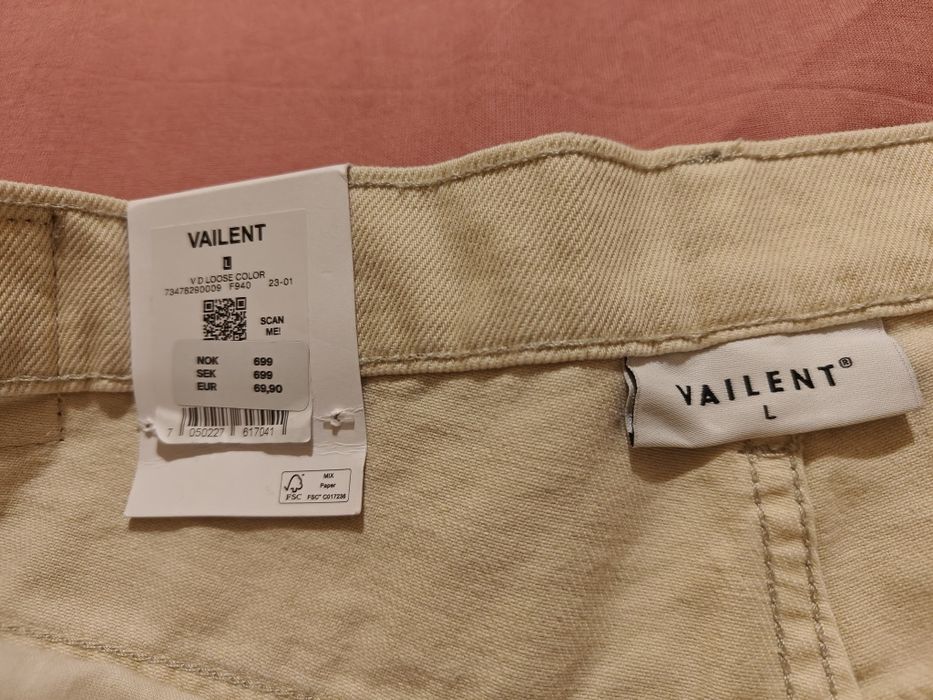 VAILENT
L
V D LOOSE COLOR
73478290009 F940 23-01
SCAN
ME!
NOK 699
SEK 699
EUR 69,90
7 050227 617041
MIX
Paper
FSC FSC® C017236
VAILENT®
L